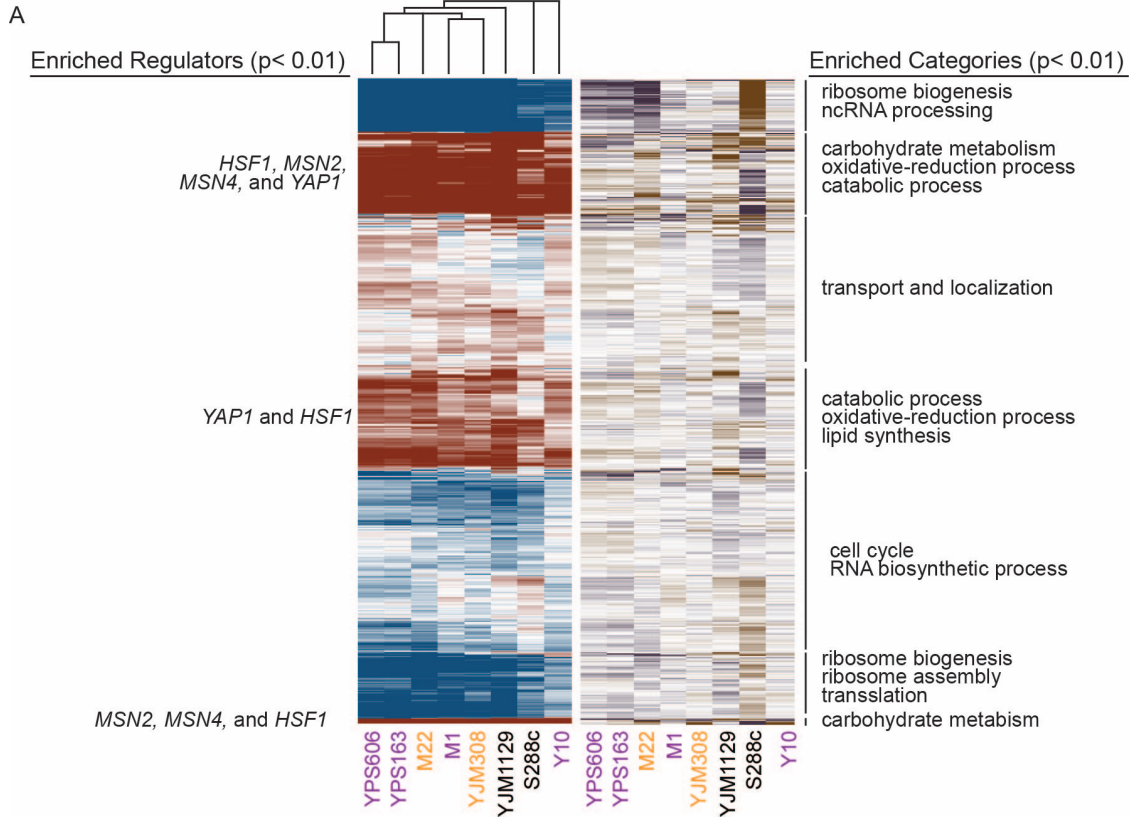 A
Enriched Regulators (p< 0.01)
Enriched Categories (p< 0.01)
ribosome biogenesis
ncRNA processing
HSF1, MSN2,
MSN4, and YAP1
carbohydrate metabolism
oxidative-reduction process
catabolic process
transport and localization
YAP1 and HSF1
catabolic process
oxidative-reduction process
lipid synthesis
cell cycle
RNA biosynthetic process
ribosome biogenesis
ribosome assembly
transslation
MSN2, MSN4, and HSF1
carbohydrate metabism
YPS606
YPS163
M22
M1
YJM308
YJM1129
S288c
Y10
YPS606
YPS163
M22
M1
YJM308
YJM1129
S288c
Y10